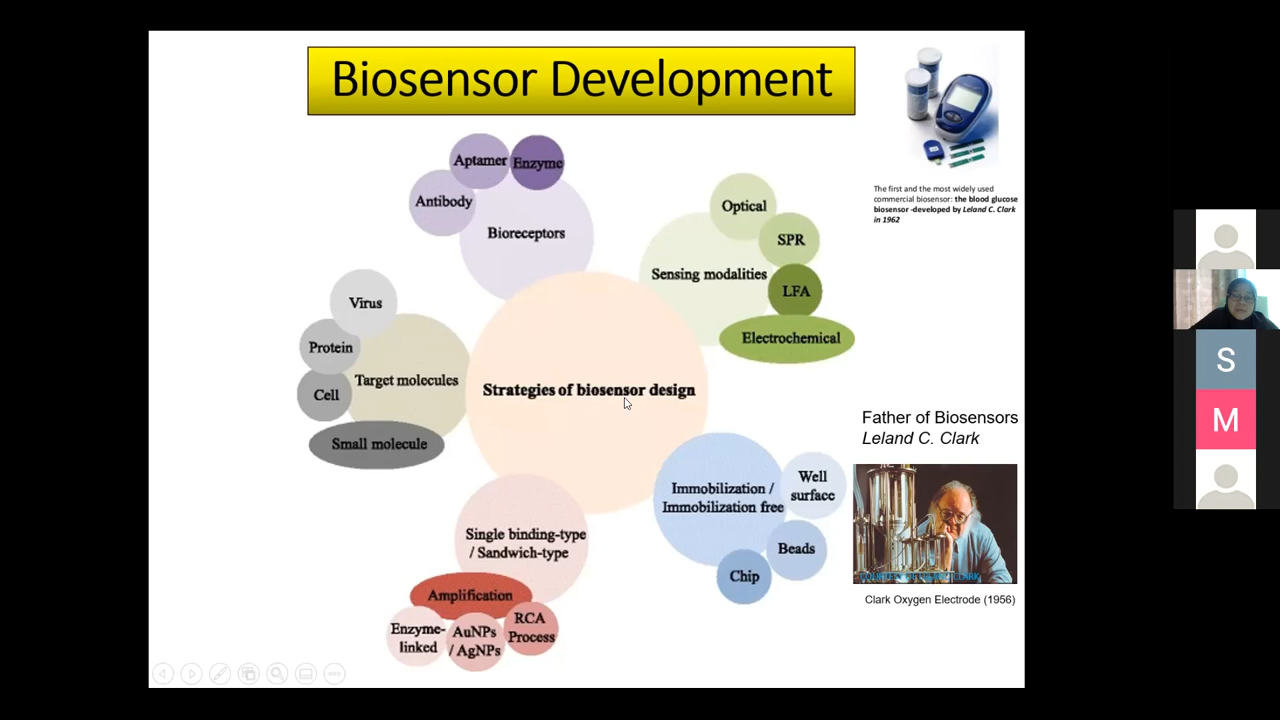 Biosensor Development
The first and the most widely used
commercial biosensor: the blood glucose
biosensor -developed by Leland C. Clark
in 1962
Aptamer
Enzyme
Antibody
Bioreceptors
Optical
SPR
Sensing modalities
LFA
Electrochemical
Virus
Protein
Target molecules
Cell
Small molecule
Strategies of biosensor design
Father of Biosensors
Leland C. Clark
Immobilization /
Immobilization free
Well
surface
Beads
Chip
Single binding-type
/ Sandwich-type
Amplification
Enzyme-
linked
AuNPs
/ AgNPs
RCA
Process
Clark Oxygen Electrode (1956)
S
M